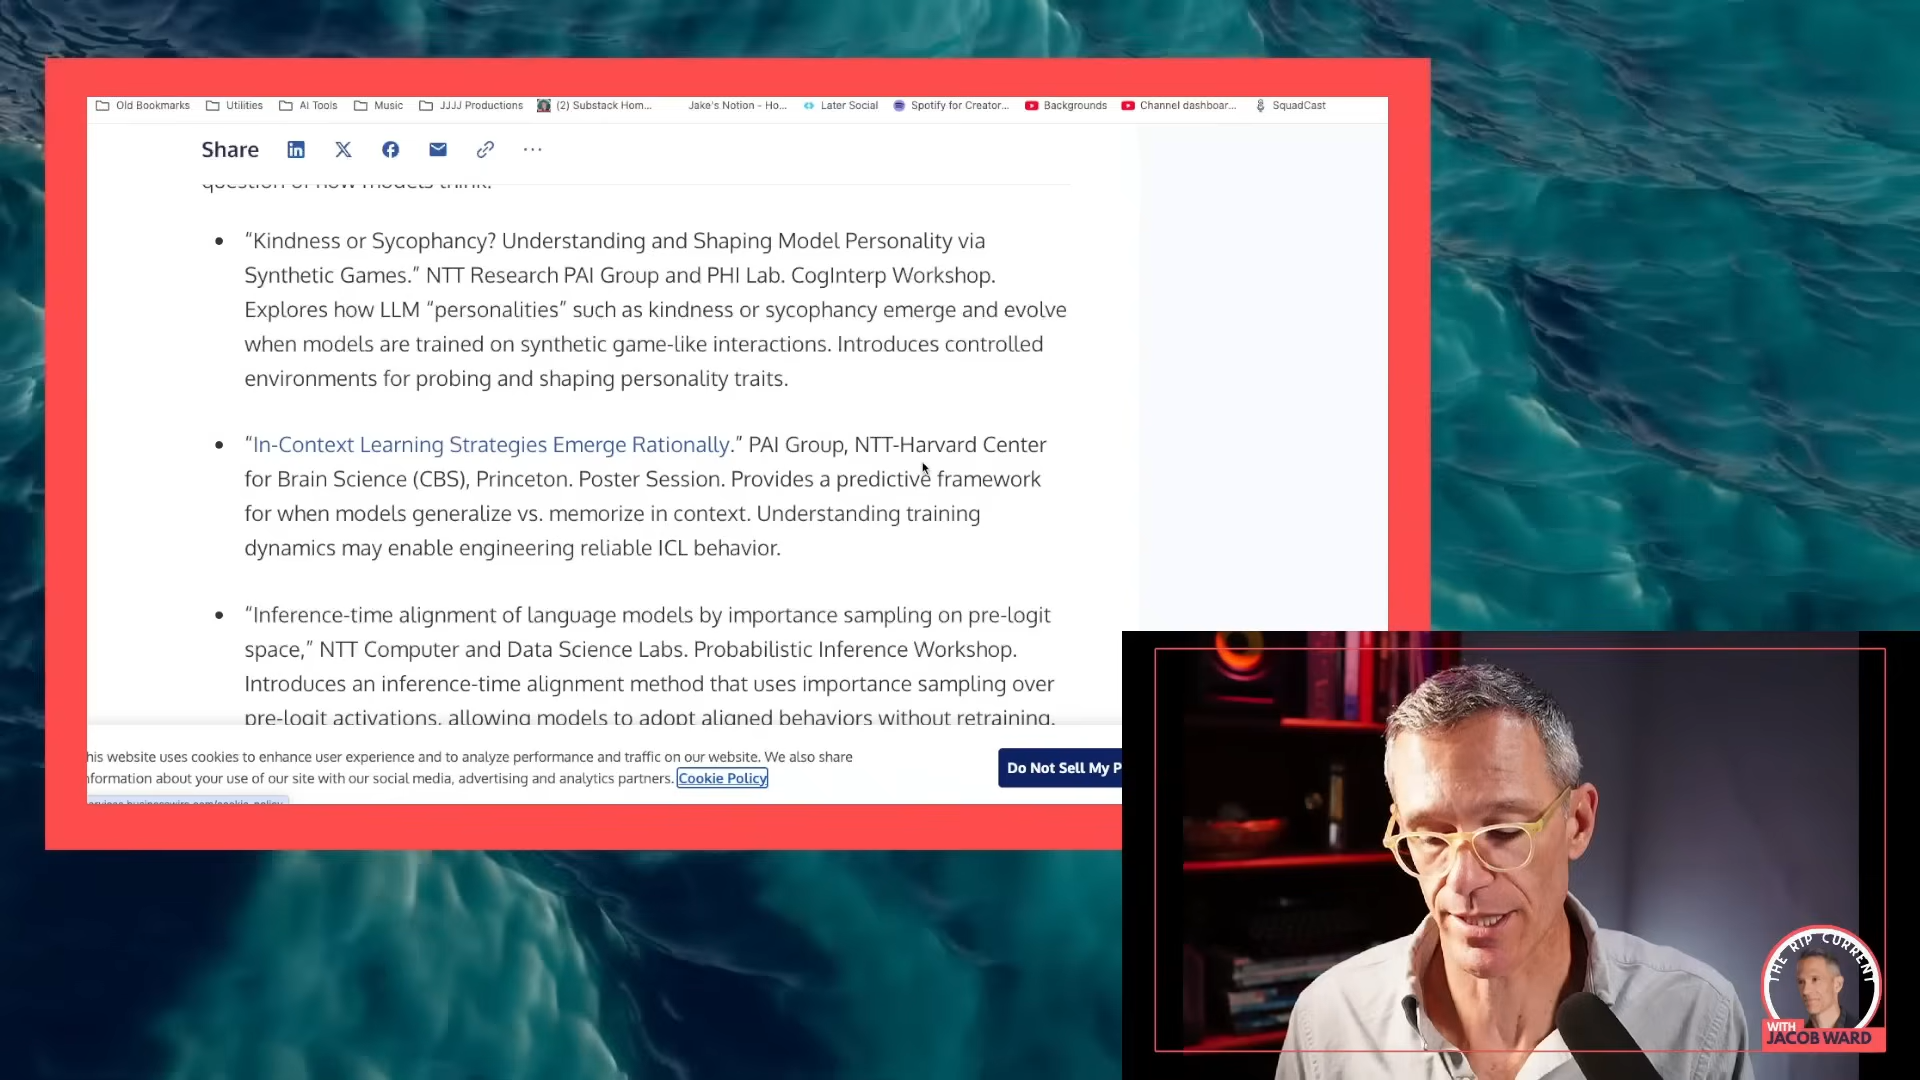 Old Bookmarks Utilities AI Tools Music JJJJ Productions (2) Substack Hom... Jake's Notion - Ho... Later Social Spotify for Creator... Backgrounds Channel dashboar... SquadCast
Share
question of how models think.
• “Kindness or Sycophancy? Understanding and Shaping Model Personality via
Synthetic Games.” NTT Research PAI Group and PHI Lab. CogInterp Workshop.
Explores how LLM “personalities” such as kindness or sycophancy emerge and evolve
when models are trained on synthetic game-like interactions. Introduces controlled
environments for probing and shaping personality traits.
• “In-Context Learning Strategies Emerge Rationally.” PAI Group, NTT-Harvard Center
for Brain Science (CBS), Princeton. Poster Session. Provides a predictive framework
for when models generalize vs. memorize in context. Understanding training
dynamics may enable engineering reliable ICL behavior.
• “Inference-time alignment of language models by importance sampling on pre-logit
space,” NTT Computer and Data Science Labs. Probabilistic Inference Workshop.
Introduces an inference-time alignment method that uses importance sampling over
pre-logit activations, allowing models to adopt aligned behaviors without retraining.
his website uses cookies to enhance user experience and to analyze performance and traffic on our website. We also share
nformation about your use of our site with our social media, advertising and analytics partners. Cookie Policy
Do Not Sell My P
THE RIP CURRENT
WITH
JACOB WARD